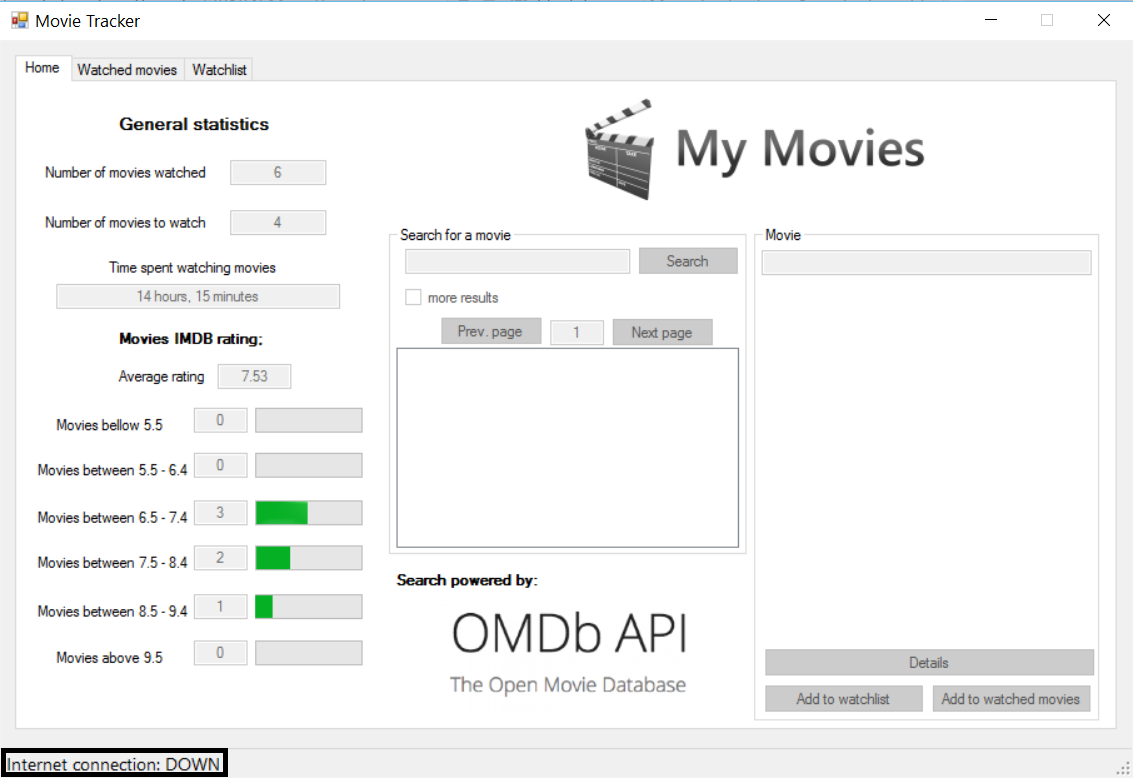 Movie Tracker
Home
Watched movies
Watchlist
General statistics
Number of movies watched
6
Number of movies to watch
4
Time spent watching movies
14 hours, 15 minutes
Movies IMDB rating:
Average rating
7.53
Movies bellow 5.5
0
Movies between 5.5 - 6.4
0
Movies between 6.5 - 7.4
3
Movies between 7.5 - 8.4
2
Movies between 8.5 - 9.4
1
Movies above 9.5
0
My Movies
Search for a movie
Search
more results
Prev. page
1
Next page
Search powered by:
OMDb API
The Open Movie Database
Movie
Details
Add to watchlist
Add to watched movies
Internet connection: DOWN